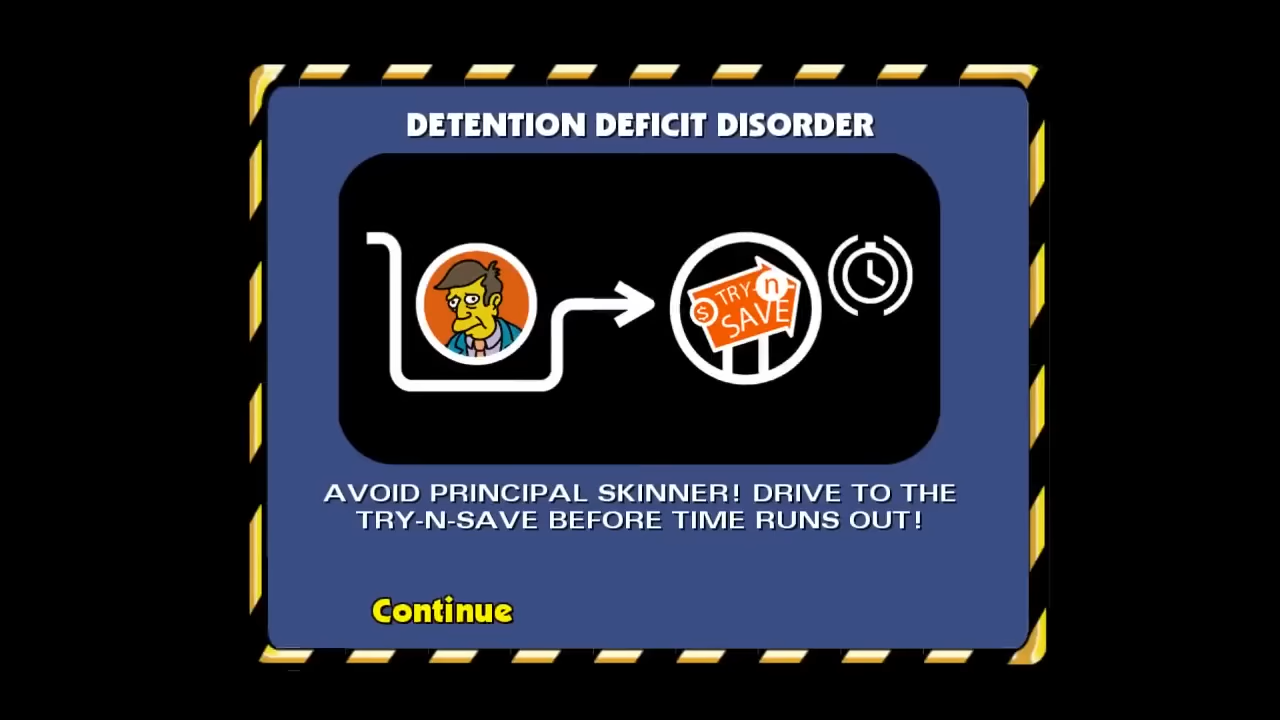 DETENTION DEFICIT DISORDER
$ TRY-n
SAVE
AVOID PRINCIPAL SKINNER! DRIVE TO THE
TRY-N-SAVE BEFORE TIME RUNS OUT!
Continue